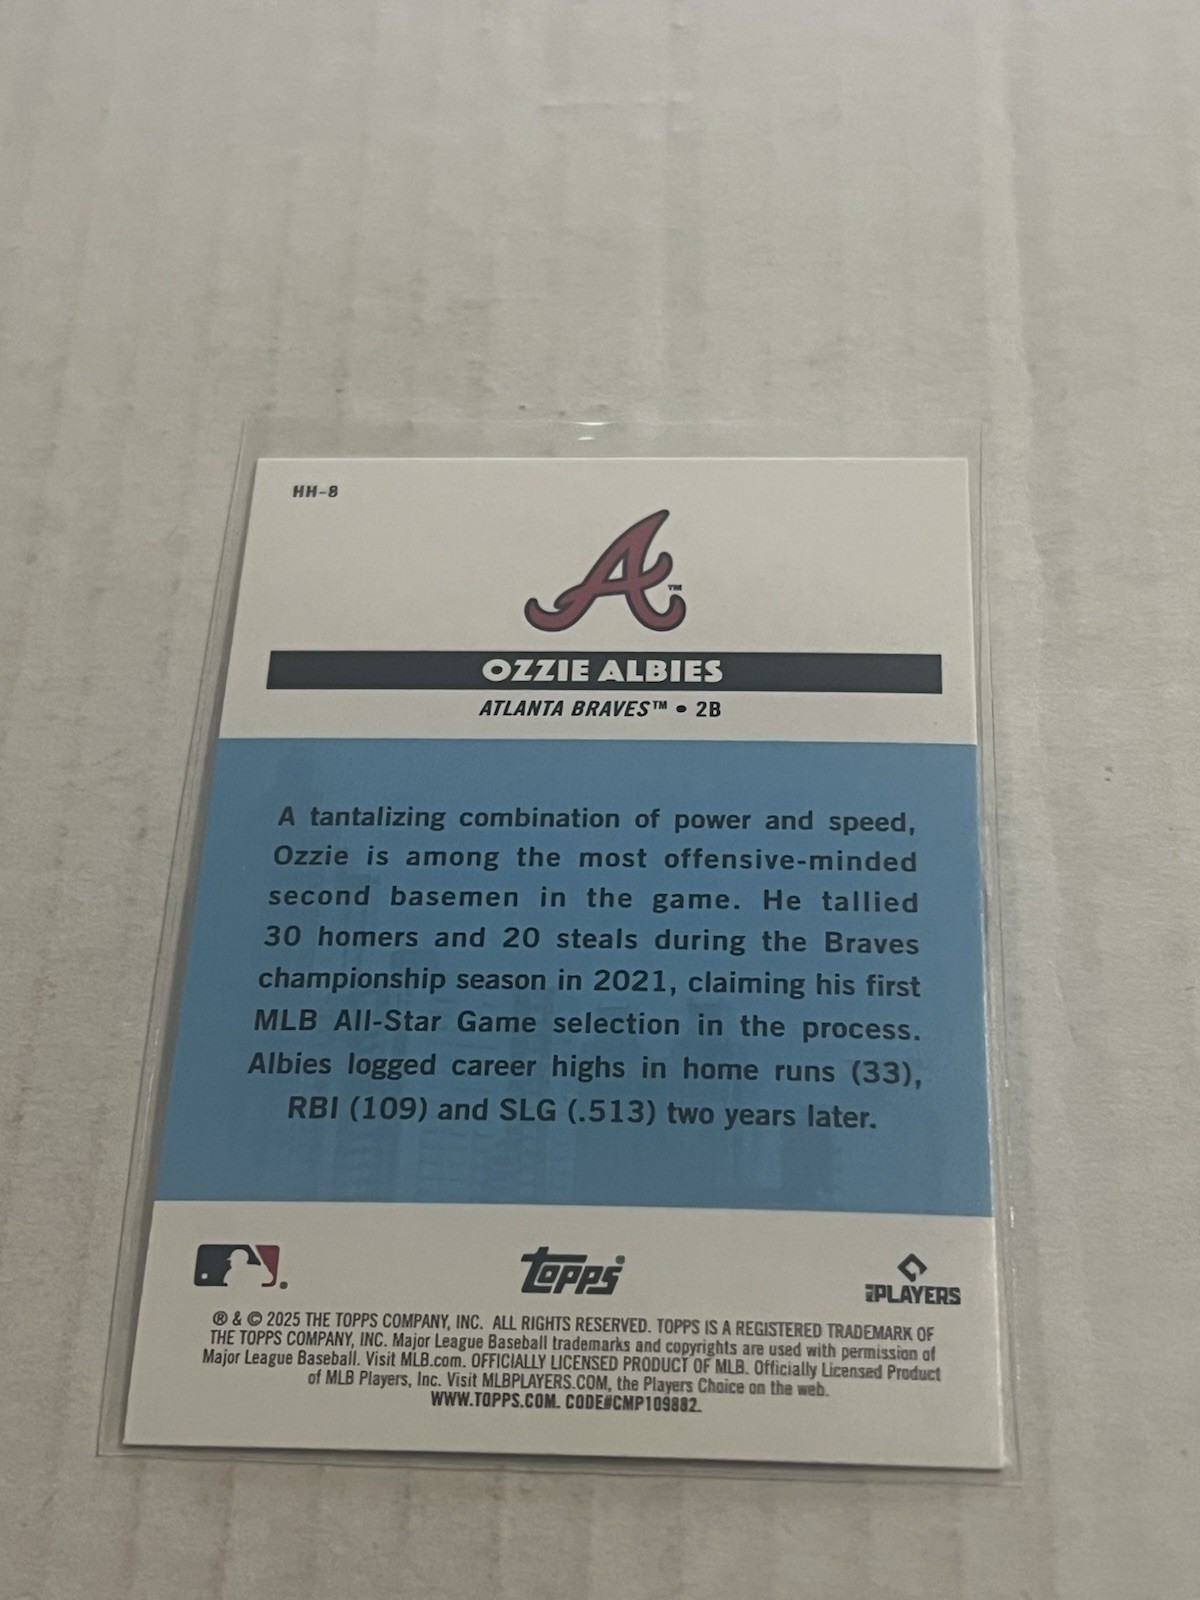 HH-8
A™
OZZIE ALBIES
ATLANTA BRAVES™ • 2B
A tantalizing combination of power and speed,
Ozzie is among the most offensive-minded
second basemen in the game. He tallied
30 homers and 20 steals during the Braves
championship season in 2021, claiming his first
MLB All-Star Game selection in the process.
Albies logged career highs in home runs (33),
RBI (109) and SLG (.513) two years later.
topps
MLB PLAYERS
® & © 2025 THE TOPPS COMPANY, INC. ALL RIGHTS RESERVED. TOPPS IS A REGISTERED TRADEMARK OF
THE TOPPS COMPANY, INC. Major League Baseball trademarks and copyrights are used with permission of
Major League Baseball. Visit MLB.com. OFFICIALLY LICENSED PRODUCT OF MLB. Officially Licensed Product
of MLB Players, Inc. Visit MLBPLAYERS.COM, the Players Choice on the web.
WWW.TOPPS.COM. CODE#CMP109882.